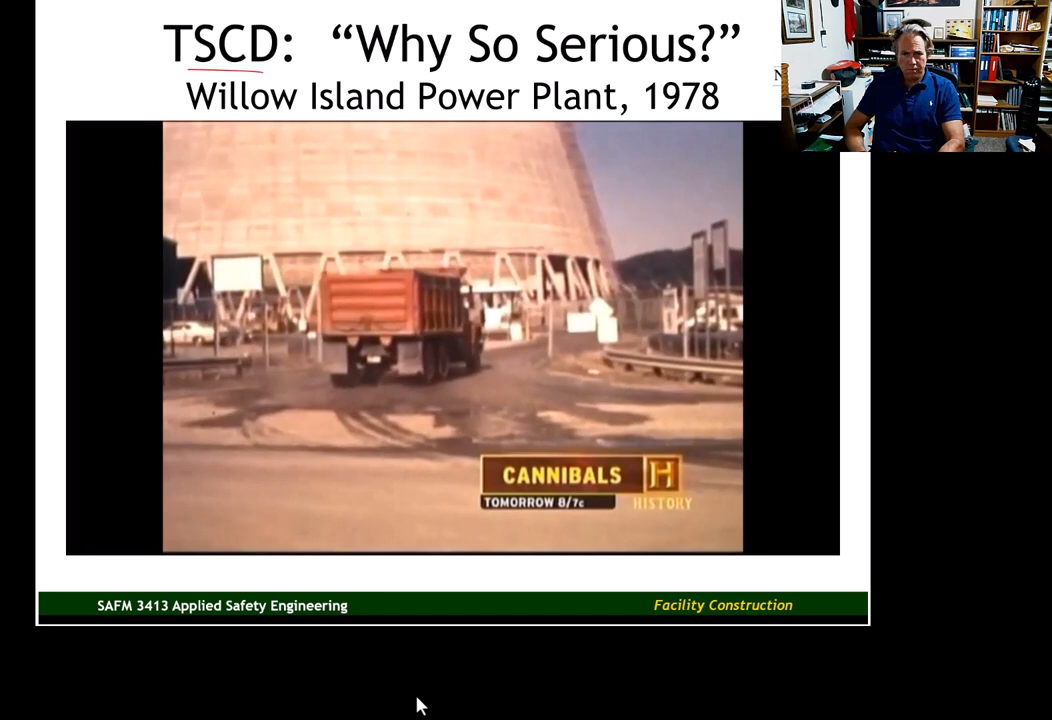 TSCD: “Why So Serious?”
Willow Island Power Plant, 1978
N
CANNIBALS H
TOMORROW 8/7c HISTORY
SAFM 3413 Applied Safety Engineering Facility Construction